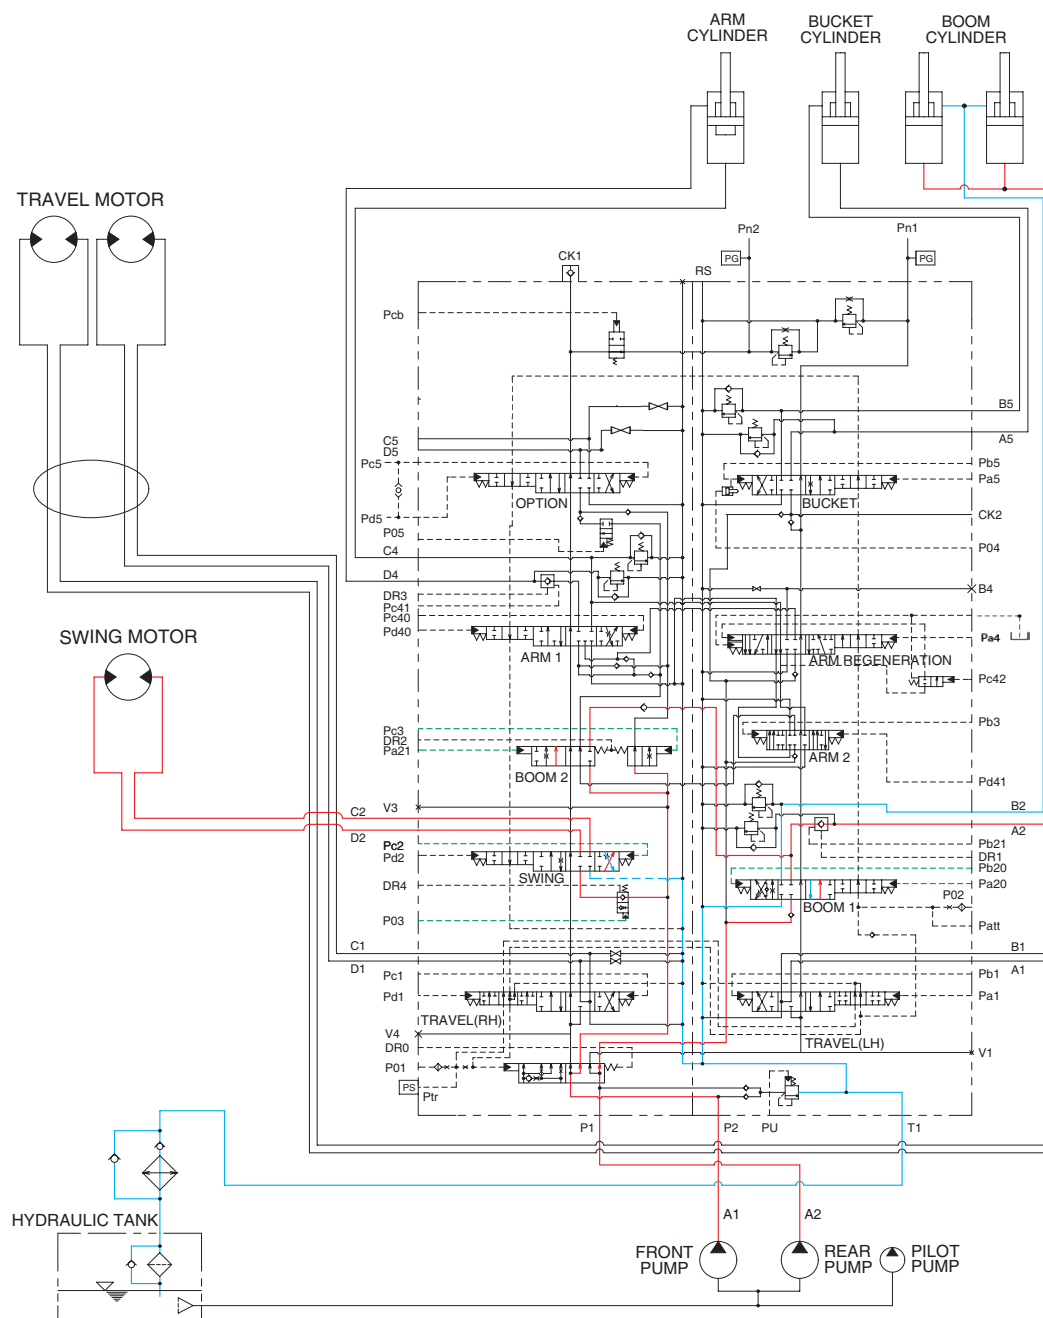 ARM
CYLINDER
BUCKET
CYLINDER
BOOM
CYLINDER
TRAVEL MOTOR
Pn2
Pn1
CK1
PG
RS
PG
Pcb
B5
C5
D5
A5
Pc5
Pb5
Pa5
OPTION
BUCKET
Pd5
CK2
P05
C4
P04
D4
DR3
B4
Pc41
Pc40
Pd40
Pa4
SWING MOTOR
ARM 1
ARM REGENERATION
Pc42
Pc3
DR2
Pa21
Pb3
BOOM 2
ARM 2
Pd41
V3
C2
B2
D2
A2
Pc2
Pd2
Pb21
DR1
SWING
Pb20
DR4
Pa20
P02
P03
BOOM 1
Patt
C1
B1
D1
A1
Pc1
Pb1
Pd1
Pa1
TRAVEL(RH)
V4
TRAVEL(LH)
DR0
V1
P01
PS
Ptr
P1
P2
PU
T1
HYDRAULIC TANK
A1
A2
FRONT
PUMP
REAR
PUMP
PILOT
PUMP